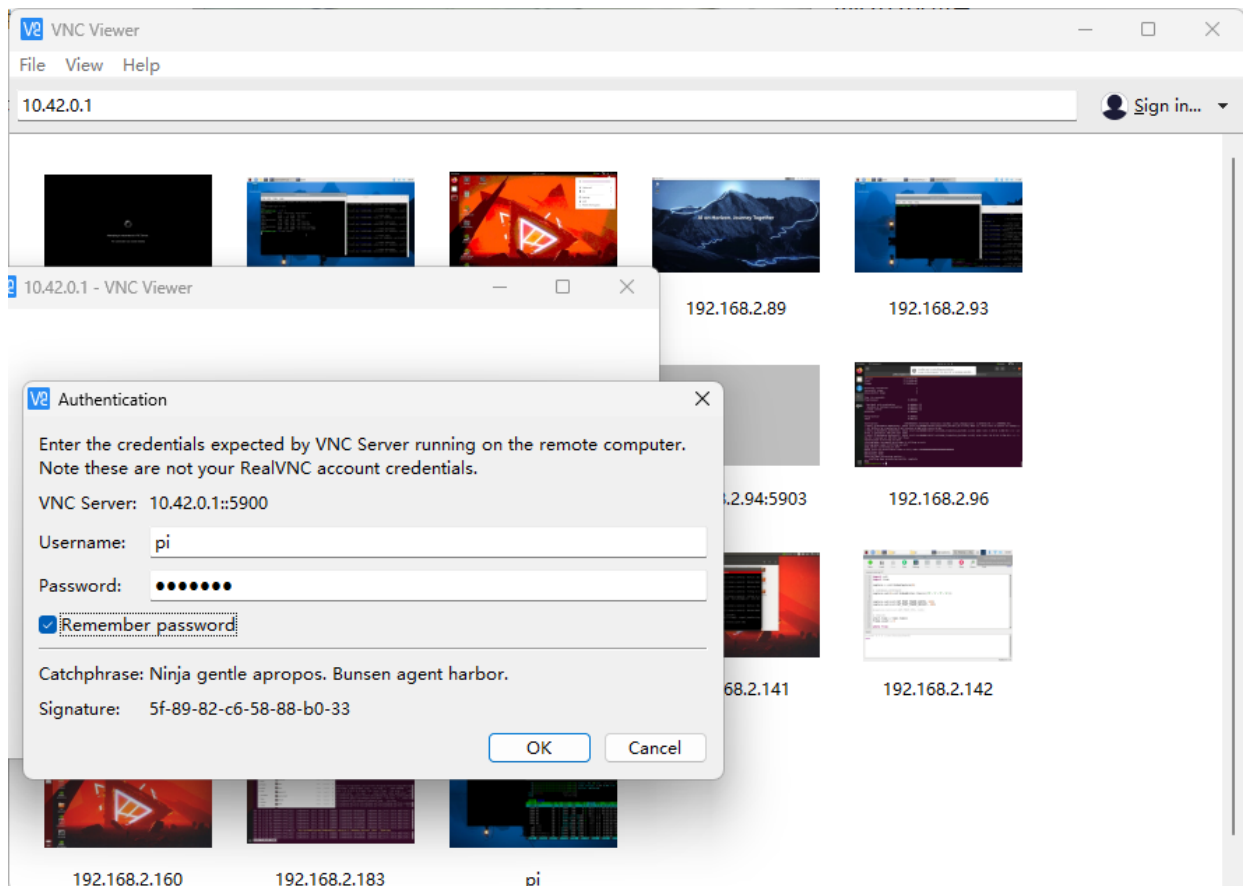 VNC Viewer
File View Help
10.42.0.1
Sign in...
10.42.0.1 - VNC Viewer
192.168.2.89
192.168.2.93
Authentication
Enter the credentials expected by VNC Server running on the remote computer.
Note these are not your RealVNC account credentials.
VNC Server: 10.42.0.1::5900
Username: pi
Password: ●●●●●●●
Remember password
Catchphrase: Ninja gentle apropos. Bunsen agent harbor.
Signature: 5f-89-82-c6-58-88-b0-33
OK Cancel
.2.94:5903
192.168.2.96
68.2.141
192.168.2.142
192.168.2.160
192.168.2.183
pi